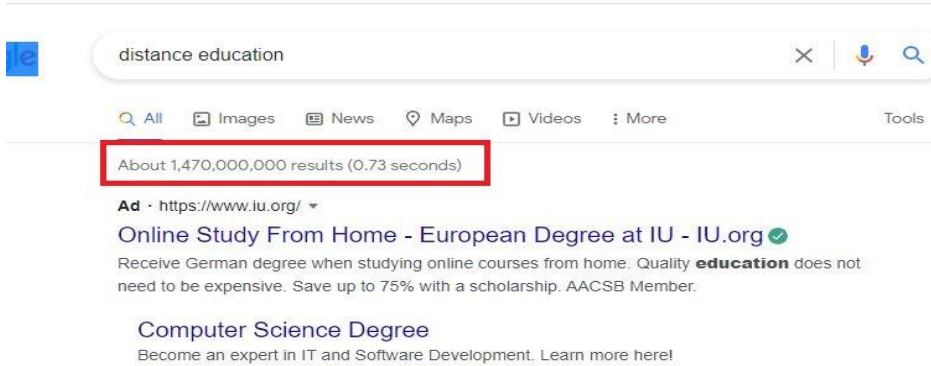 gle
distance education
All Images News Maps Videos More Tools
About 1,470,000,000 results (0.73 seconds)
Ad · https://www.iu.org/
Online Study From Home - European Degree at IU - IU.org
Receive German degree when studying online courses from home. Quality education does not
need to be expensive. Save up to 75% with a scholarship. AACSB Member.
Computer Science Degree
Become an expert in IT and Software Development. Learn more here!